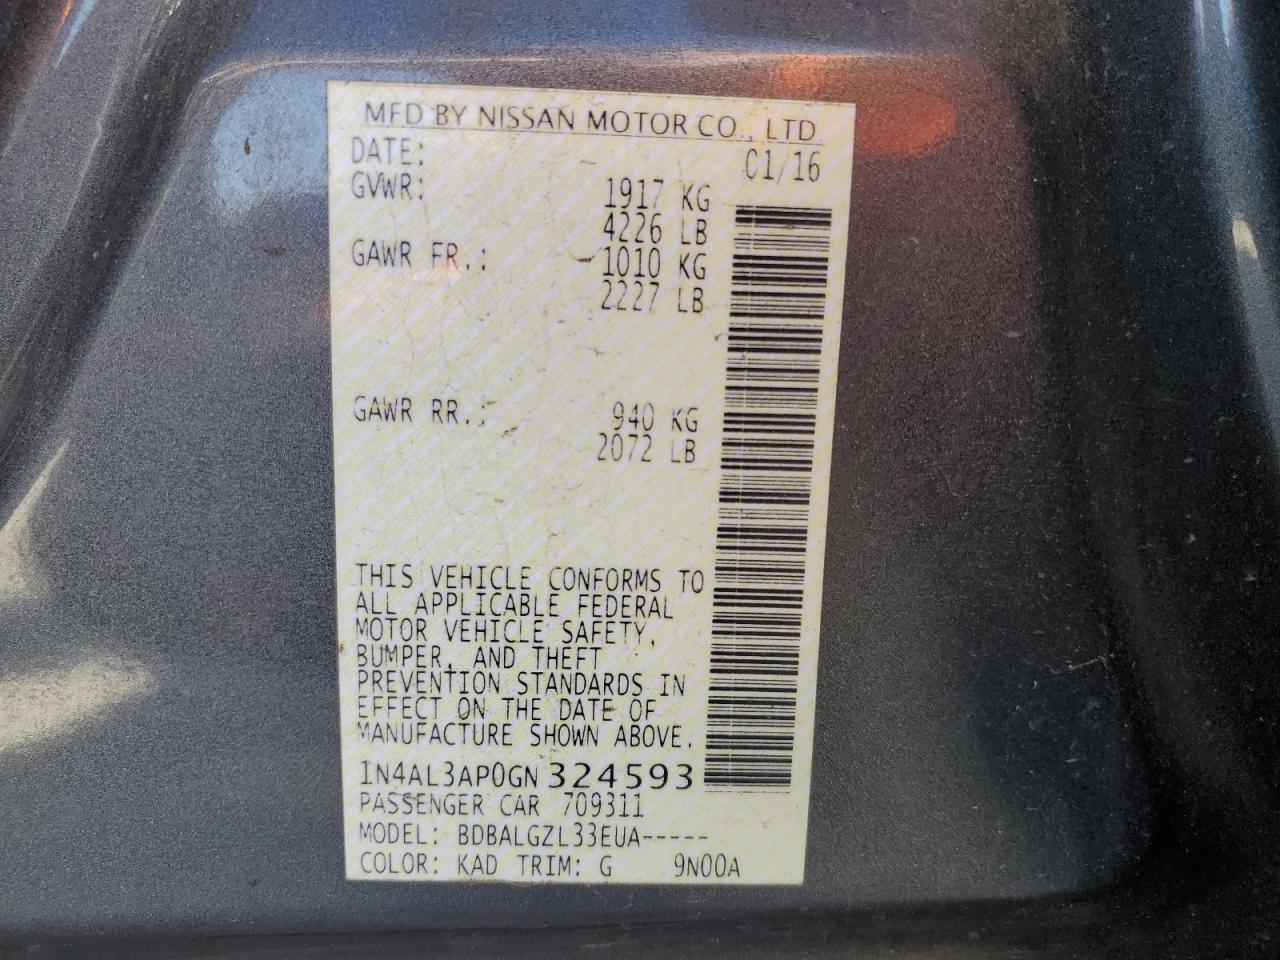 MFD BY NISSAN MOTOR CO., LTD
DATE: 01/16
GVWR: 1917 KG
4226 LB
GAWR FR.: 1010 KG
2227 LB
GAWR RR.: 940 KG
2072 LB
THIS VEHICLE CONFORMS TO
ALL APPLICABLE FEDERAL
MOTOR VEHICLE SAFETY,
BUMPER, AND THEFT
PREVENTION STANDARDS IN
EFFECT ON THE DATE OF
MANUFACTURE SHOWN ABOVE.
1N4AL3AP0GN324593
PASSENGER CAR 709311
MODEL: BDBALGZL33EUA-----
COLOR: KAD TRIM: G 9N00A